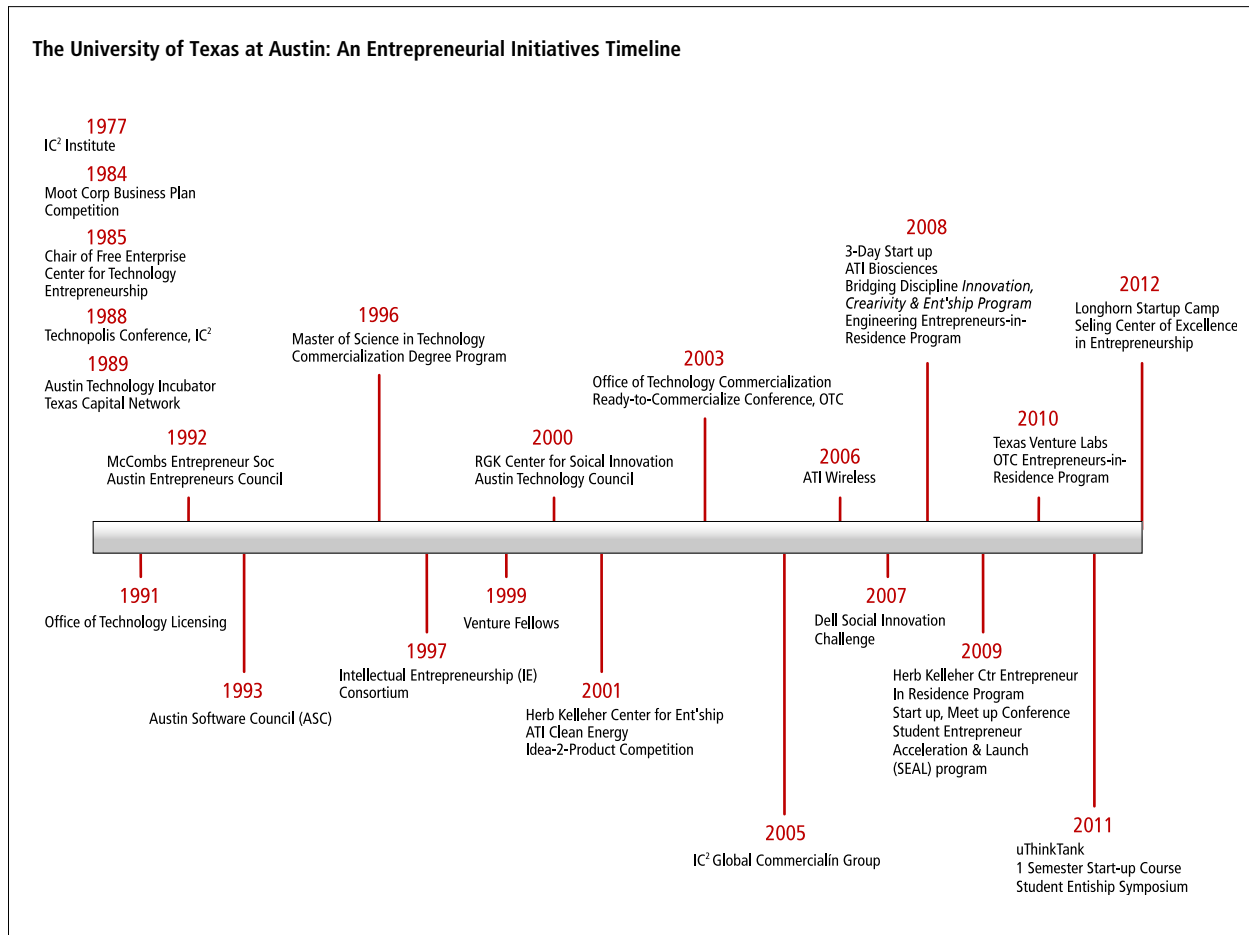 The University of Texas at Austin: An Entrepreneurial Initiatives Timeline
1977
IC² Institute
1984
Moot Corp Business Plan
Competition
1985
Chair of Free Enterprise
Center for Technology
Entrepreneurship
1988
Technopolis Conference, IC²
1989
Austin Technology Incubator
Texas Capital Network
1992
McCombs Entrepreneur Soc
Austin Entrepreneurs Council
1996
Master of Science in Technology
Commercialization Degree Program
2000
RGK Center for Soical Innovation
Austin Technology Council
2003
Office of Technology Commercialization
Ready-to-Commercialize Conference, OTC
2006
ATI Wireless
2008
3-Day Start up
ATI Biosciences
Bridging Discipline Innovation,
Crearivity & Ent'ship Program
Engineering Entrepreneurs-in-
Residence Program
2010
Texas Venture Labs
OTC Entrepreneurs-in-
Residence Program
2012
Longhorn Startup Camp
Seling Center of Excellence
in Entrepreneurship
1991
Office of Technology Licensing
1993
Austin Software Council (ASC)
1997
Intellectual Entrepreneurship (IE)
Consortium
1999
Venture Fellows
2001
Herb Kelleher Center for Ent'ship
ATI Clean Energy
Idea-2-Product Competition
2005
IC² Global Commercialín Group
2007
Dell Social Innovation
Challenge
2009
Herb Kelleher Ctr Entrepreneur
In Residence Program
Start up, Meet up Conference
Student Entrepreneur
Acceleration & Launch
(SEAL) program
2011
uThinkTank
1 Semester Start-up Course
Student Entiship Symposium